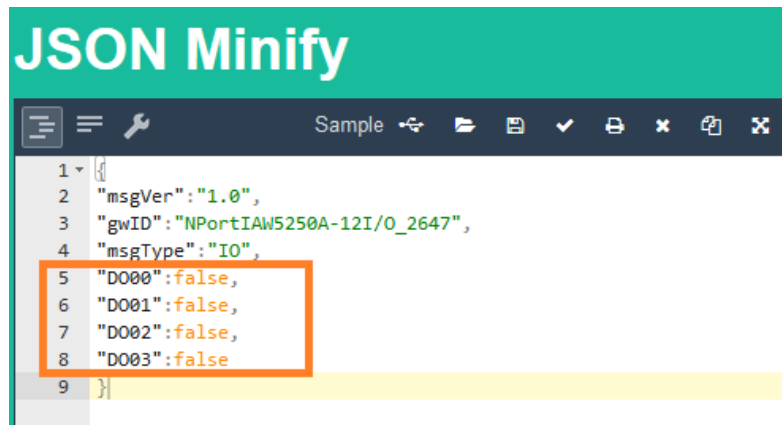 JSON Minify
Sample
1 {
2 "msgVer":"1.0",
3 "gwID":"NPortIAW5250A-12I/O_2647",
4 "msgType":"IO",
5 "DO00":false,
6 "DO01":false,
7 "DO02":false,
8 "DO03":false
9 }